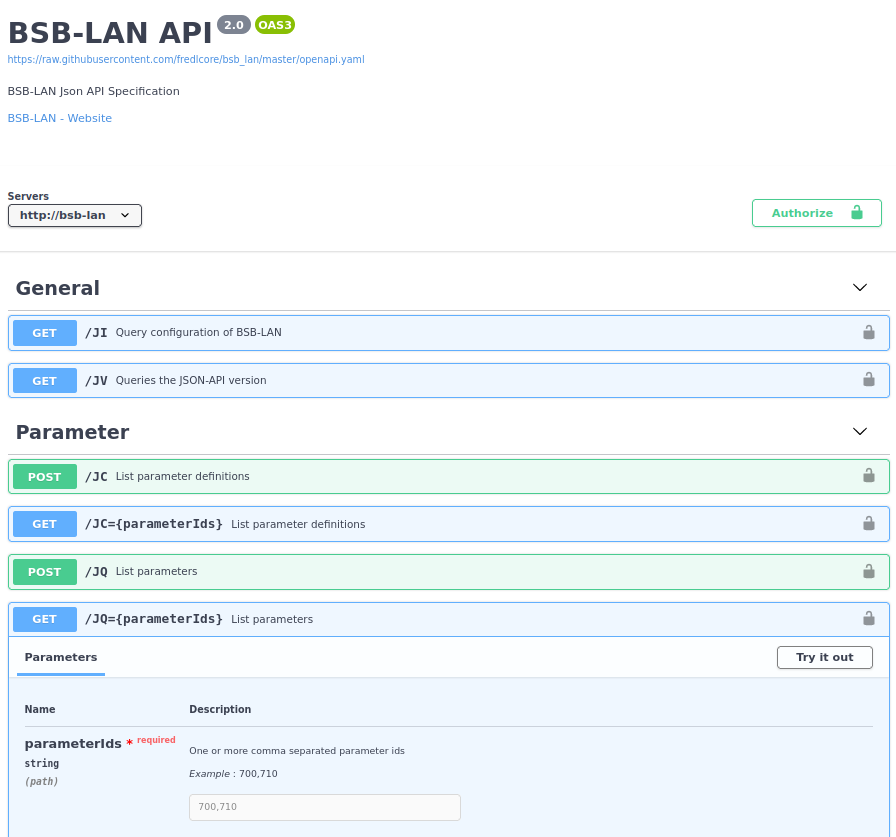 BSB-LAN API 2.0 OAS3
https://raw.githubusercontent.com/fredlcore/bsb_lan/master/openapi.yaml
BSB-LAN Json API Specification
BSB-LAN - Website
Servers
http://bsb-lan
Authorize
General
GET /JI Query configuration of BSB-LAN
GET /JV Queries the JSON-API version
Parameter
POST /JC List parameter definitions
GET /JC={parameterIds} List parameter definitions
POST /JQ List parameters
GET /JQ={parameterIds} List parameters
Parameters Try it out
Name Description
parameterIds * required
string
(path)
One or more comma separated parameter ids
Example : 700,710
700,710